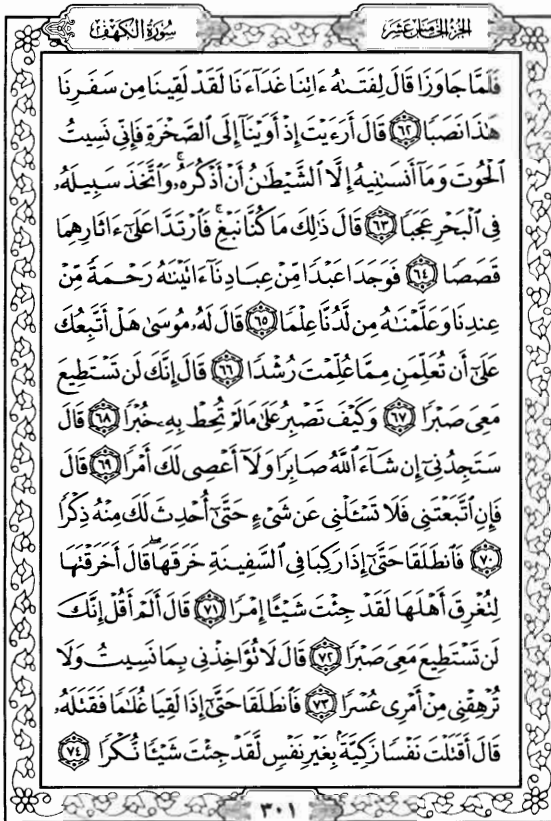 الجزء الخامس عشر
سورة الكهف
فَلَمَّا جَاوَزَا قَالَ لِفَتَىٰهُ ءَاتِنَا غَدَآءَنَا لَقَدْ لَقِينَا مِن سَفَرِنَا
هَٰذَا نَصَبًا ﴿٦٢﴾ قَالَ أَرَءَيْتَ إِذْ أَوَيْنَآ إِلَى ٱلصَّخْرَةِ فَإِنِّى نَسِيتُ
ٱلْحُوتَ وَمَآ أَنسَىٰنِيهُ إِلَّا ٱلشَّيْطَٰنُ أَنْ أَذْكُرَهُۥ ۚ وَٱتَّخَذَ سَبِيلَهُۥ
فِى ٱلْبَحْرِ عَجَبًا ﴿٦٣﴾ قَالَ ذَٰلِكَ مَا كُنَّا نَبْغِ ۚ فَٱرْتَدَّا عَلَىٰٓ ءَاثَارِهِمَا
قَصَصًا ﴿٦٤﴾ فَوَجَدَا عَبْدًا مِّنْ عِبَادِنَآ ءَاتَيْنَٰهُ رَحْمَةً مِّنْ
عِندِنَا وَعَلَّمْنَٰهُ مِن لَّدُنَّا عِلْمًا ﴿٦٥﴾ قَالَ لَهُۥ مُوسَىٰ هَلْ أَتَّبِعُكَ
عَلَىٰٓ أَن تُعَلِّمَنِ مِمَّا عُلِّمْتَ رُشْدًا ﴿٦٦﴾ قَالَ إِنَّكَ لَن تَسْتَطِيعَ
مَعِىَ صَبْرًا ﴿٦٧﴾ وَكَيْفَ تَصْبِرُ عَلَىٰ مَا لَمْ تُحِطْ بِهِۦ خُبْرًا ﴿٦٨﴾ قَالَ
سَتَجِدُنِىٓ إِن شَآءَ ٱللَّهُ صَابِرًا وَلَآ أَعْصِى لَكَ أَمْرًا ﴿٦٩﴾ قَالَ
فَإِنِ ٱتَّبَعْتَنِى فَلَا تَسْـَٔلْنِى عَن شَىْءٍ حَتَّىٰٓ أُحْدِثَ لَكَ مِنْهُ ذِكْرًا
﴿٧٠﴾ فَٱنطَلَقَا حَتَّىٰٓ إِذَا رَكِبَا فِى ٱلسَّفِينَةِ خَرَقَهَا ۖ قَالَ أَخَرَقْتَهَا
لِتُغْرِقَ أَهْلَهَا لَقَدْ جِئْتَ شَيْـًٔا إِمْرًا ﴿٧١﴾ قَالَ أَلَمْ أَقُلْ إِنَّكَ
لَن تَسْتَطِيعَ مَعِىَ صَبْرًا ﴿٧٢﴾ قَالَ لَا تُؤَاخِذْنِى بِمَا نَسِيتُ وَلَا
تُرْهِقْنِى مِنْ أَمْرِى عُسْرًا ﴿٧٣﴾ فَٱنطَلَقَا حَتَّىٰٓ إِذَا لَقِيَا غُلَٰمًا فَقَتَلَهُۥ
قَالَ أَقَتَلْتَ نَفْسًا زَكِيَّةًۢ بِغَيْرِ نَفْسٍ لَّقَدْ جِئْتَ شَيْـًٔا نُّكْرًا ﴿٧٤﴾
٣٠١